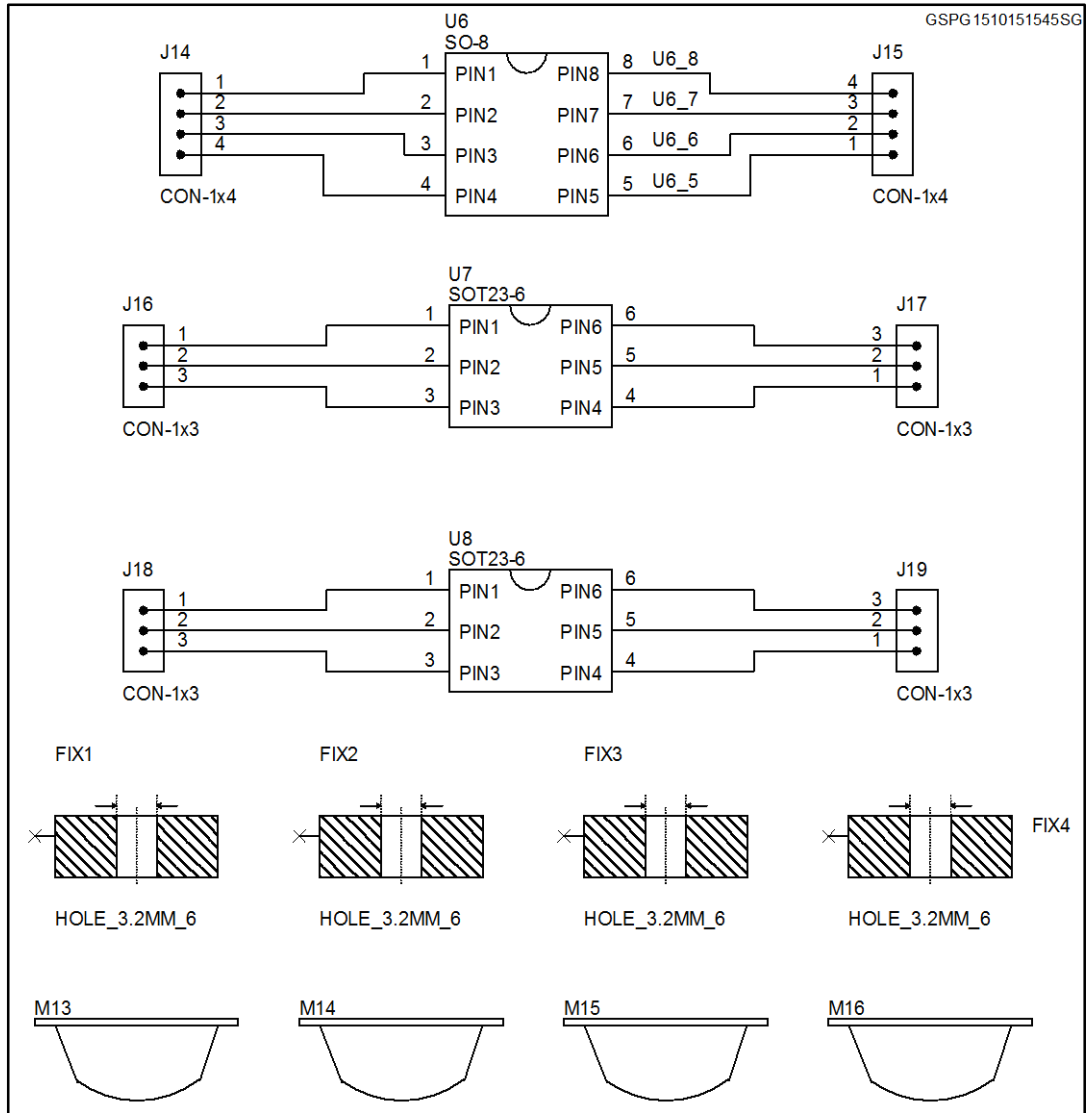 GSPG1510151545SG
U6
SO-8
J14
J15
1 PIN1 PIN8 8 U6_8
2 PIN2 PIN7 7 U6_7
3 PIN3 PIN6 6 U6_6
4 PIN4 PIN5 5 U6_5
1
2
3
4
4
3
2
1
CON-1x4
CON-1x4
U7
SOT23-6
J16
J17
1 PIN1 PIN6 6
2 PIN2 PIN5 5
3 PIN3 PIN4 4
1
2
3
3
2
1
CON-1x3
CON-1x3
U8
SOT23-6
J18
J19
1 PIN1 PIN6 6
2 PIN2 PIN5 5
3 PIN3 PIN4 4
1
2
3
3
2
1
CON-1x3
CON-1x3
FIX1
FIX2
FIX3
FIX4
HOLE_3.2MM_6
HOLE_3.2MM_6
HOLE_3.2MM_6
HOLE_3.2MM_6
M13
M14
M15
M16